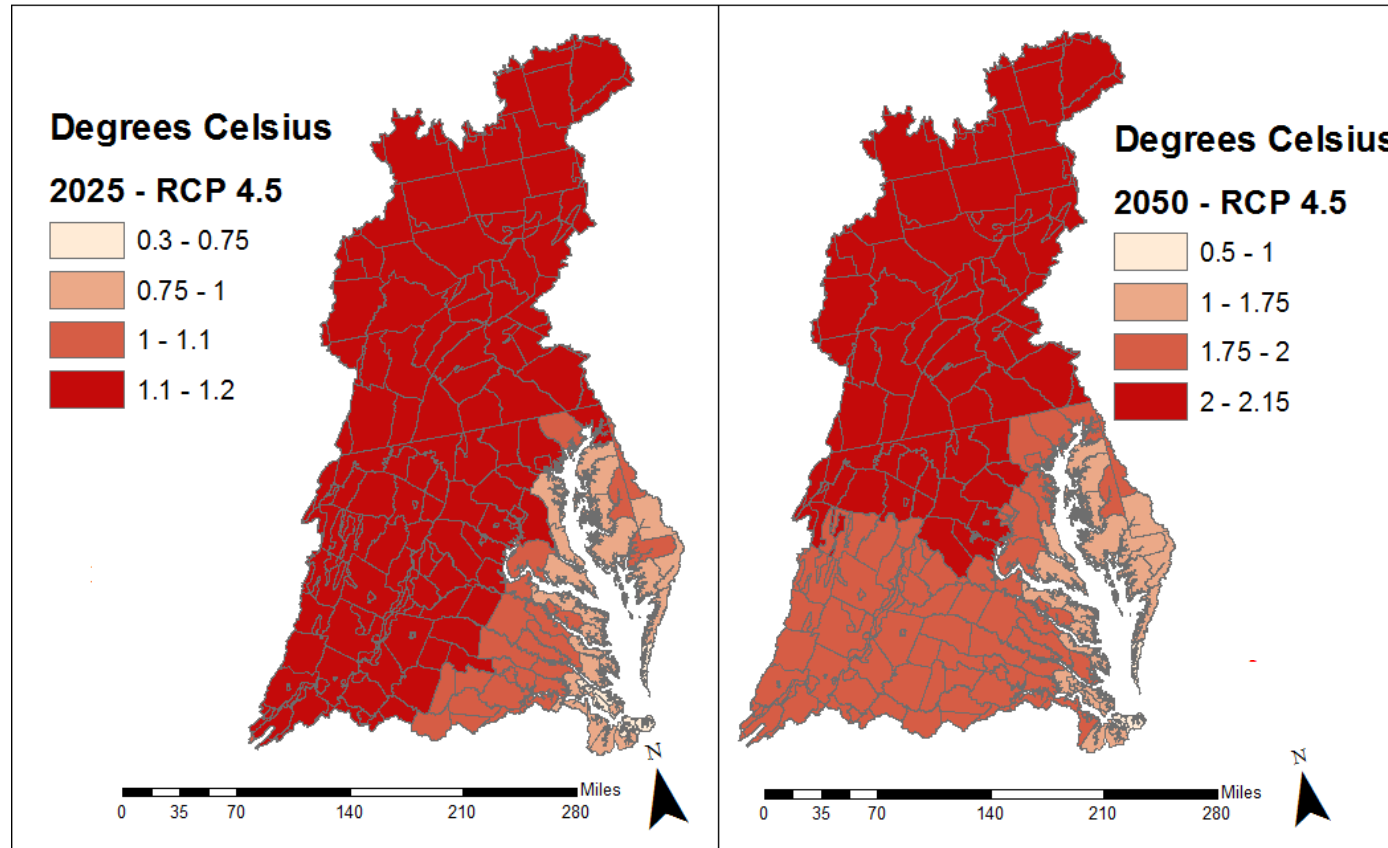 Degrees Celsius
2025 - RCP 4.5
0.3 - 0.75
0.75 - 1
1 - 1.1
1.1 - 1.2
N
Miles
0 35 70 140 210 280
Degrees Celsius
2050 - RCP 4.5
0.5 - 1
1 - 1.75
1.75 - 2
2 - 2.15
N
Miles
0 35 70 140 210 280